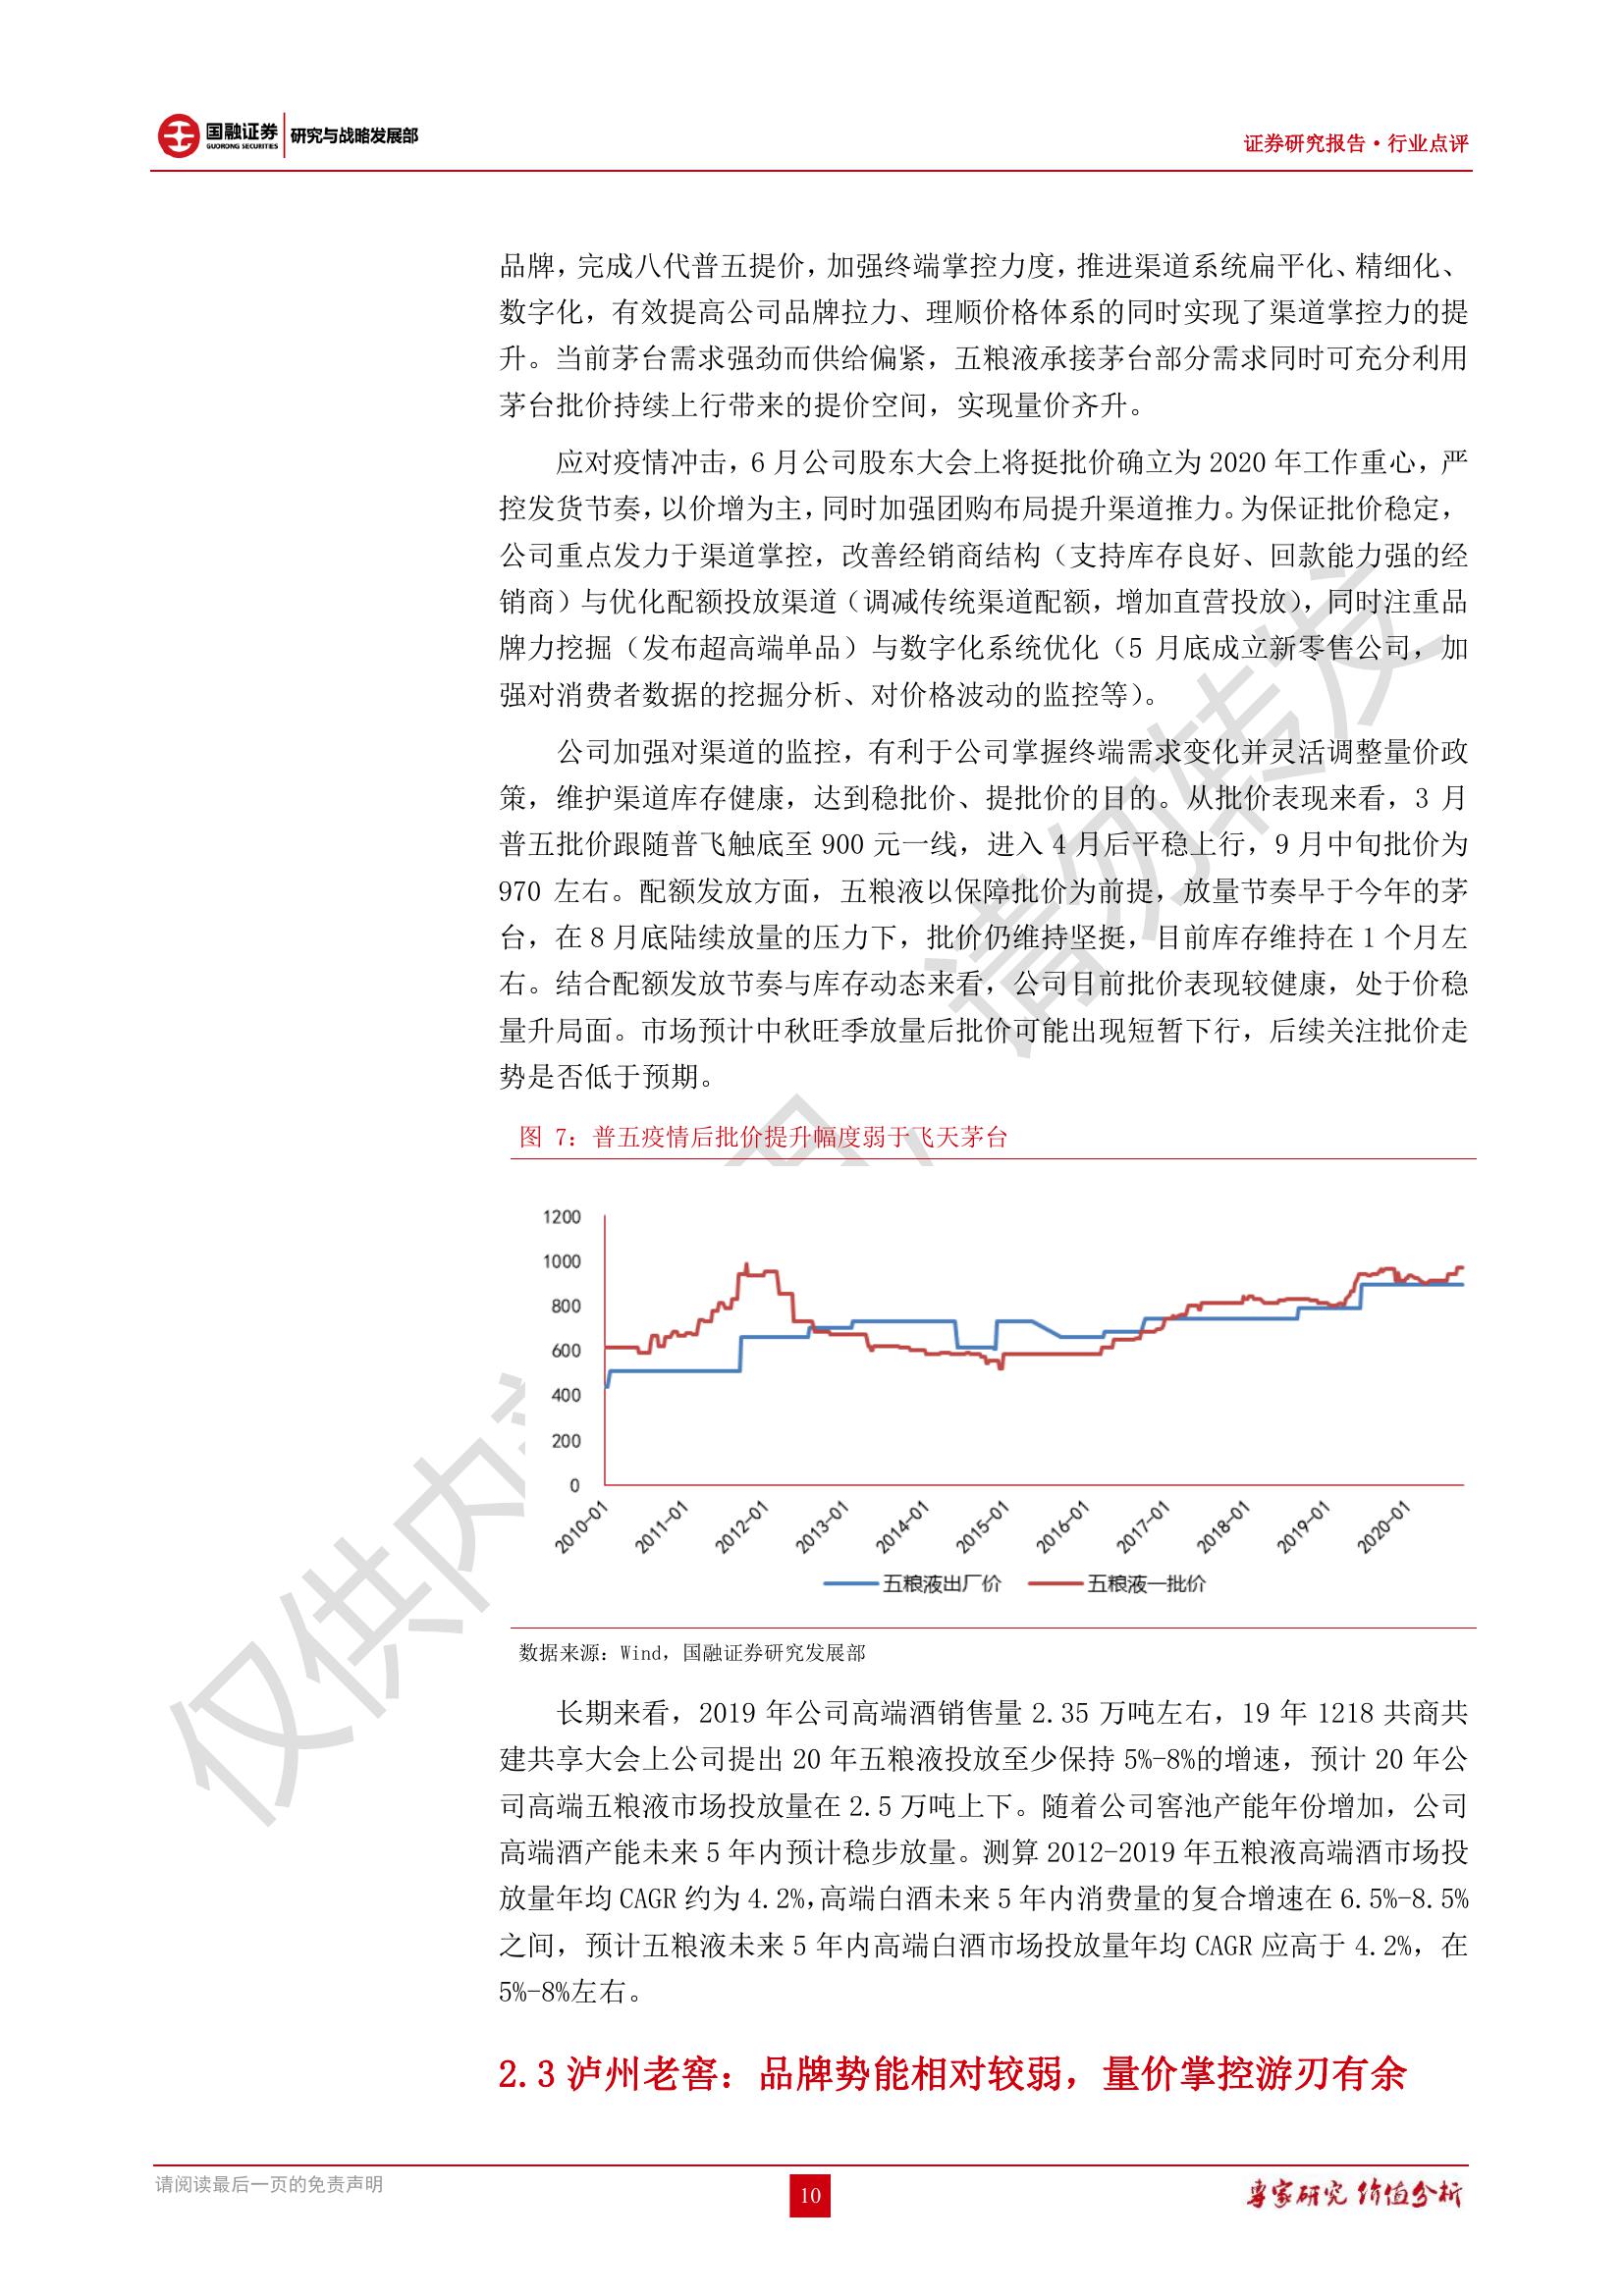 国融证券
GUORONG SECURITIES
研究与战略发展部
证券研究报告·行业点评
品牌，完成八代普五提价，加强终端掌控力度，推进渠道系统扁平化、精细化、
数字化，有效提高公司品牌拉力、理顺价格体系的同时实现了渠道掌控力的提
升。当前茅台需求强劲而供给偏紧，五粮液承接茅台部分需求同时可充分利用
茅台批价持续上行带来的提价空间，实现量价齐升。
应对疫情冲击，6 月公司股东大会上将挺批价确立为 2020 年工作重心，严
控发货节奏，以价增为主，同时加强团购布局提升渠道推力。为保证批价稳定，
公司重点发力于渠道掌控，改善经销商结构（支持库存良好、回款能力强的经
销商）与优化配额投放渠道（调减传统渠道配额，增加直营投放），同时注重品
牌力挖掘（发布超高端单品）与数字化系统优化（5 月底成立新零售公司，加
强对消费者数据的挖掘分析、对价格波动的监控等）。
公司加强对渠道的监控，有利于公司掌握终端需求变化并灵活调整量价政
策，维护渠道库存健康，达到稳批价、提批价的目的。从批价表现来看，3 月
普五批价跟随普飞触底至 900 元一线，进入 4 月后平稳上行，9 月中旬批价为
970 左右。配额发放方面，五粮液以保障批价为前提，放量节奏早于今年的茅
台，在 8 月底陆续放量的压力下，批价仍维持坚挺，目前库存维持在 1 个月左
右。结合配额发放节奏与库存动态来看，公司目前批价表现较健康，处于价稳
量升局面。市场预计中秋旺季放量后批价可能出现短暂下行，后续关注批价走
势是否低于预期。
图 7：普五疫情后批价提升幅度弱于飞天茅台
1200
1000
800
600
400
200
0
2010-01
2011-01
2012-01
2013-01
2014-01
2015-01
2016-01
2017-01
2018-01
2019-01
2020-01
五粮液出厂价
五粮液一批价
数据来源：Wind，国融证券研究发展部
长期来看，2019 年公司高端酒销售量 2.35 万吨左右，19 年 1218 共商共
建共享大会上公司提出 20 年五粮液投放至少保持 5%-8%的增速，预计 20 年公
司高端五粮液市场投放量在 2.5 万吨上下。随着公司窖池产能年份增加，公司
高端酒产能未来 5 年内预计稳步放量。测算 2012-2019 年五粮液高端酒市场投
放量年均 CAGR 约为 4.2%，高端白酒未来 5 年内消费量的复合增速在 6.5%-8.5%
之间，预计五粮液未来 5 年内高端白酒市场投放量年均 CAGR 应高于 4.2%，在
5%-8%左右。
2.3 泸州老窖：品牌势能相对较弱，量价掌控游刃有余
请阅读最后一页的免责声明
10
专家研究 价值分析
仅供内
请勿转发